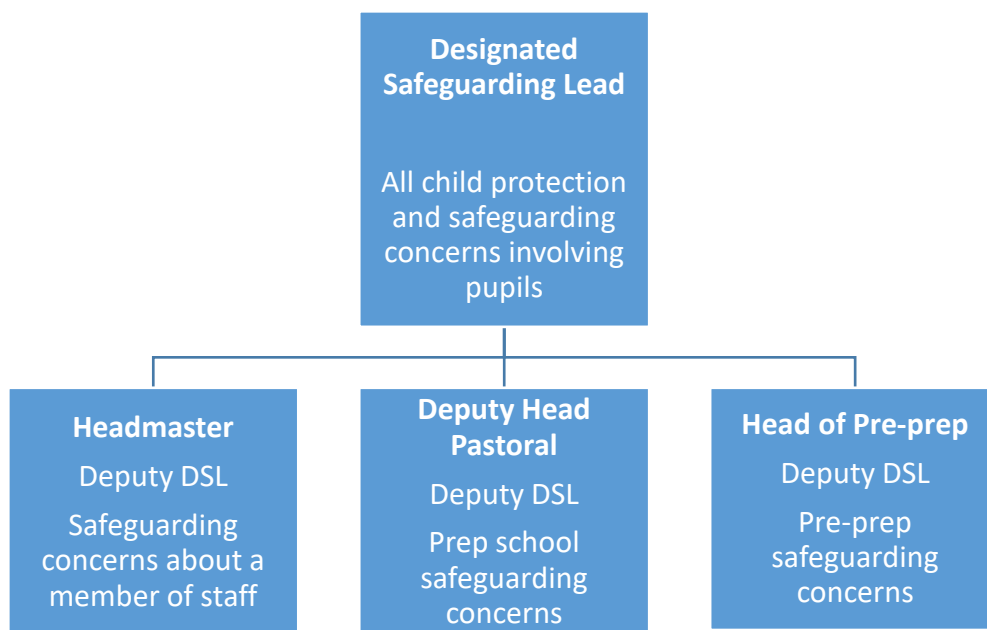 Designated
Safeguarding Lead
All child protection
and safeguarding
concerns involving
pupils
Headmaster
Deputy DSL
Safeguarding
concerns about a
member of staff
Deputy Head
Pastoral
Deputy DSL
Prep school
safeguarding
concerns
Head of Pre-prep
Deputy DSL
Pre-prep
safeguarding
concerns